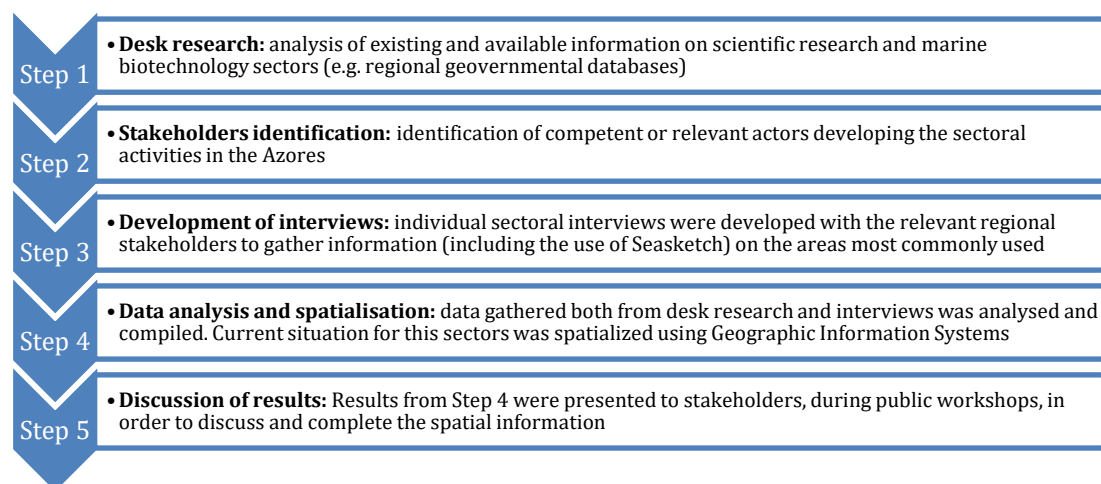 Step 1
• Desk research: analysis of existing and available information on scientific research and marine
biotechnology sectors (e.g. regional geovernmental databases)
Step 2
• Stakeholders identification: identification of competent or relevant actors developing the sectoral
activities in the Azores
Step 3
• Development of interviews: individual sectoral interviews were developed with the relevant regional
stakeholders to gather information (including the use of Seasketch) on the areas most commonly used
Step 4
• Data analysis and spatialisation: data gathered both from desk research and interviews was analysed and
compiled. Current situation for this sectors was spatialized using Geographic Information Systems
Step 5
• Discussion of results: Results from Step 4 were presented to stakeholders, during public workshops, in
order to discuss and complete the spatial information